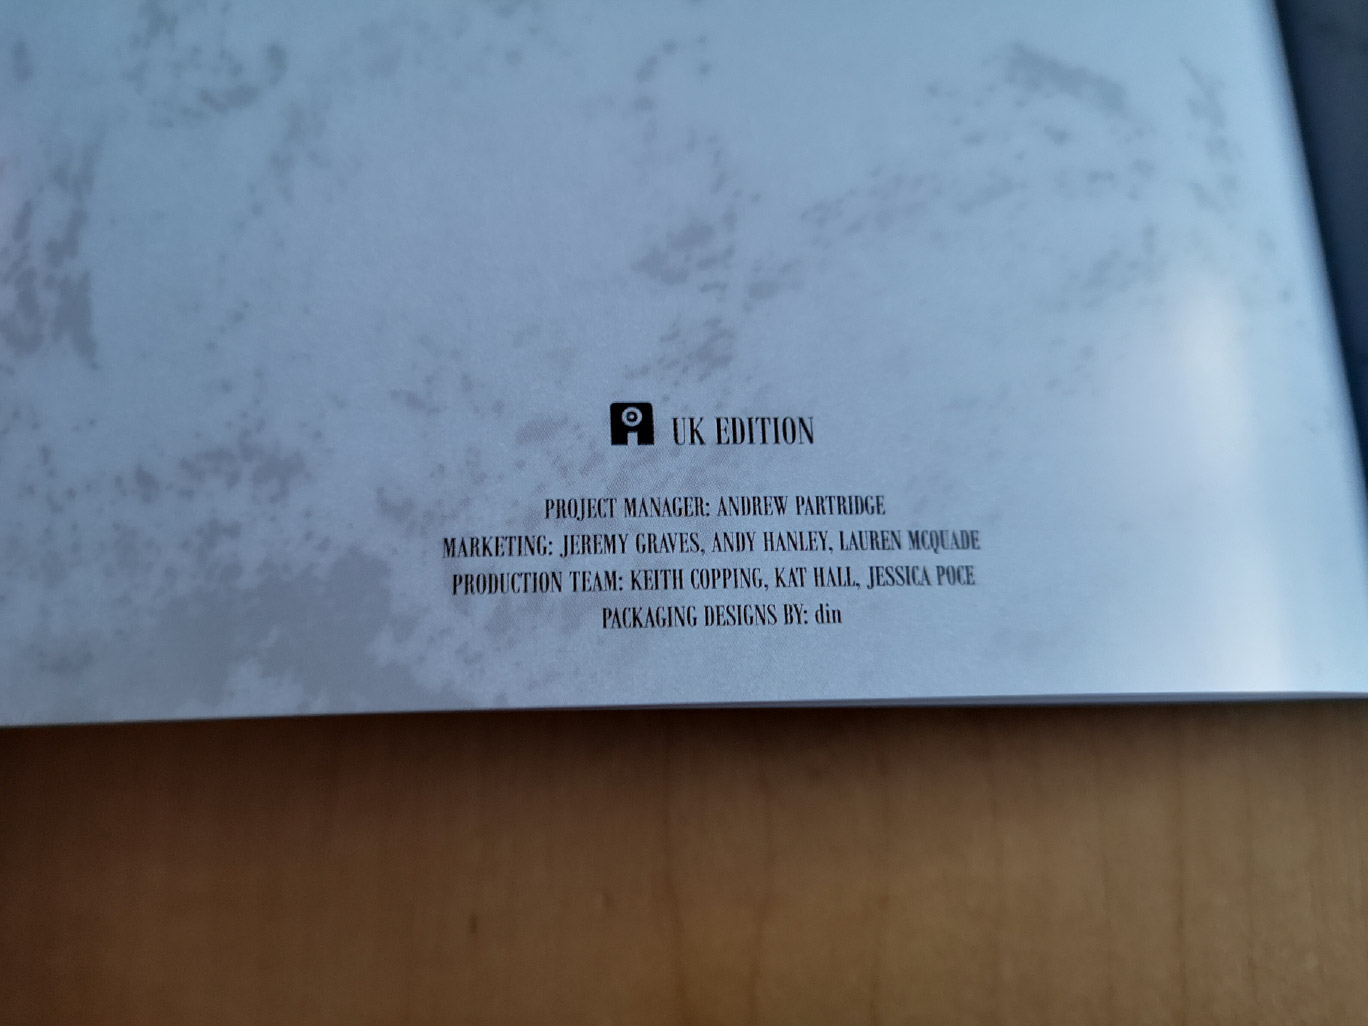 UK EDITION
PROJECT MANAGER: ANDREW PARTRIDGE
MARKETING: JEREMY GRAVES, ANDY HANLEY, LAUREN MCQUADE
PRODUCTION TEAM: KEITH COPPING, KAT HALL, JESSICA POCE
PACKAGING DESIGNS BY: din